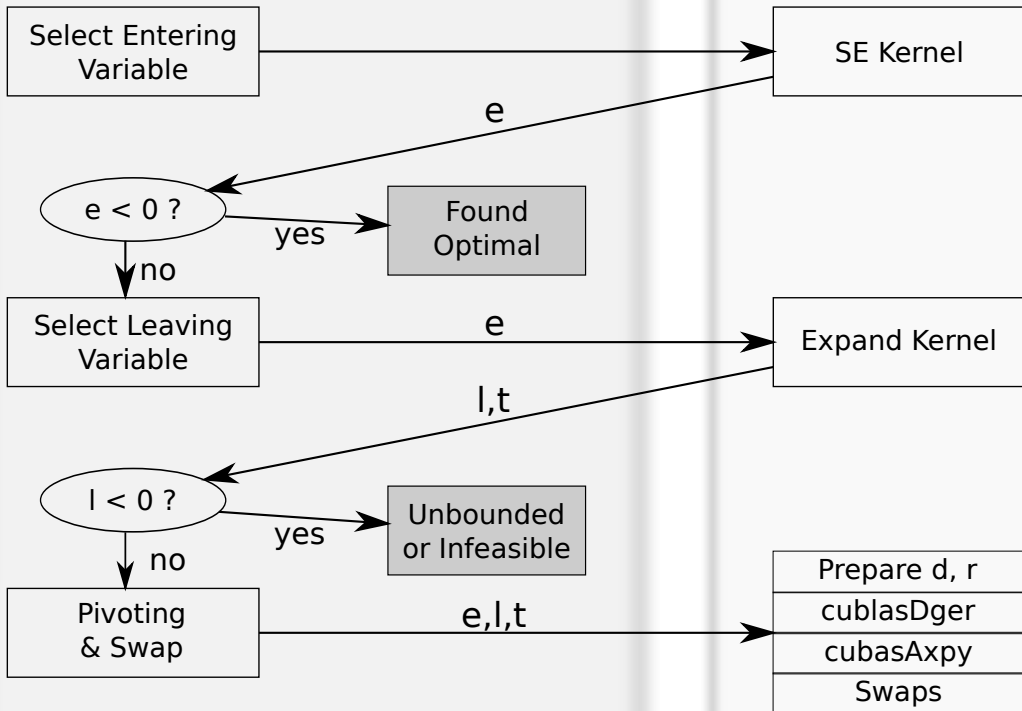 Select Entering
Variable
SE Kernel
e
e < 0 ?
yes
Found
Optimal
no
Select Leaving
Variable
e
Expand Kernel
l,t
l < 0 ?
yes
Unbounded
or Infeasible
no
Pivoting
& Swap
e,l,t
Prepare d, r
cublasDger
cubasAxpy
Swaps